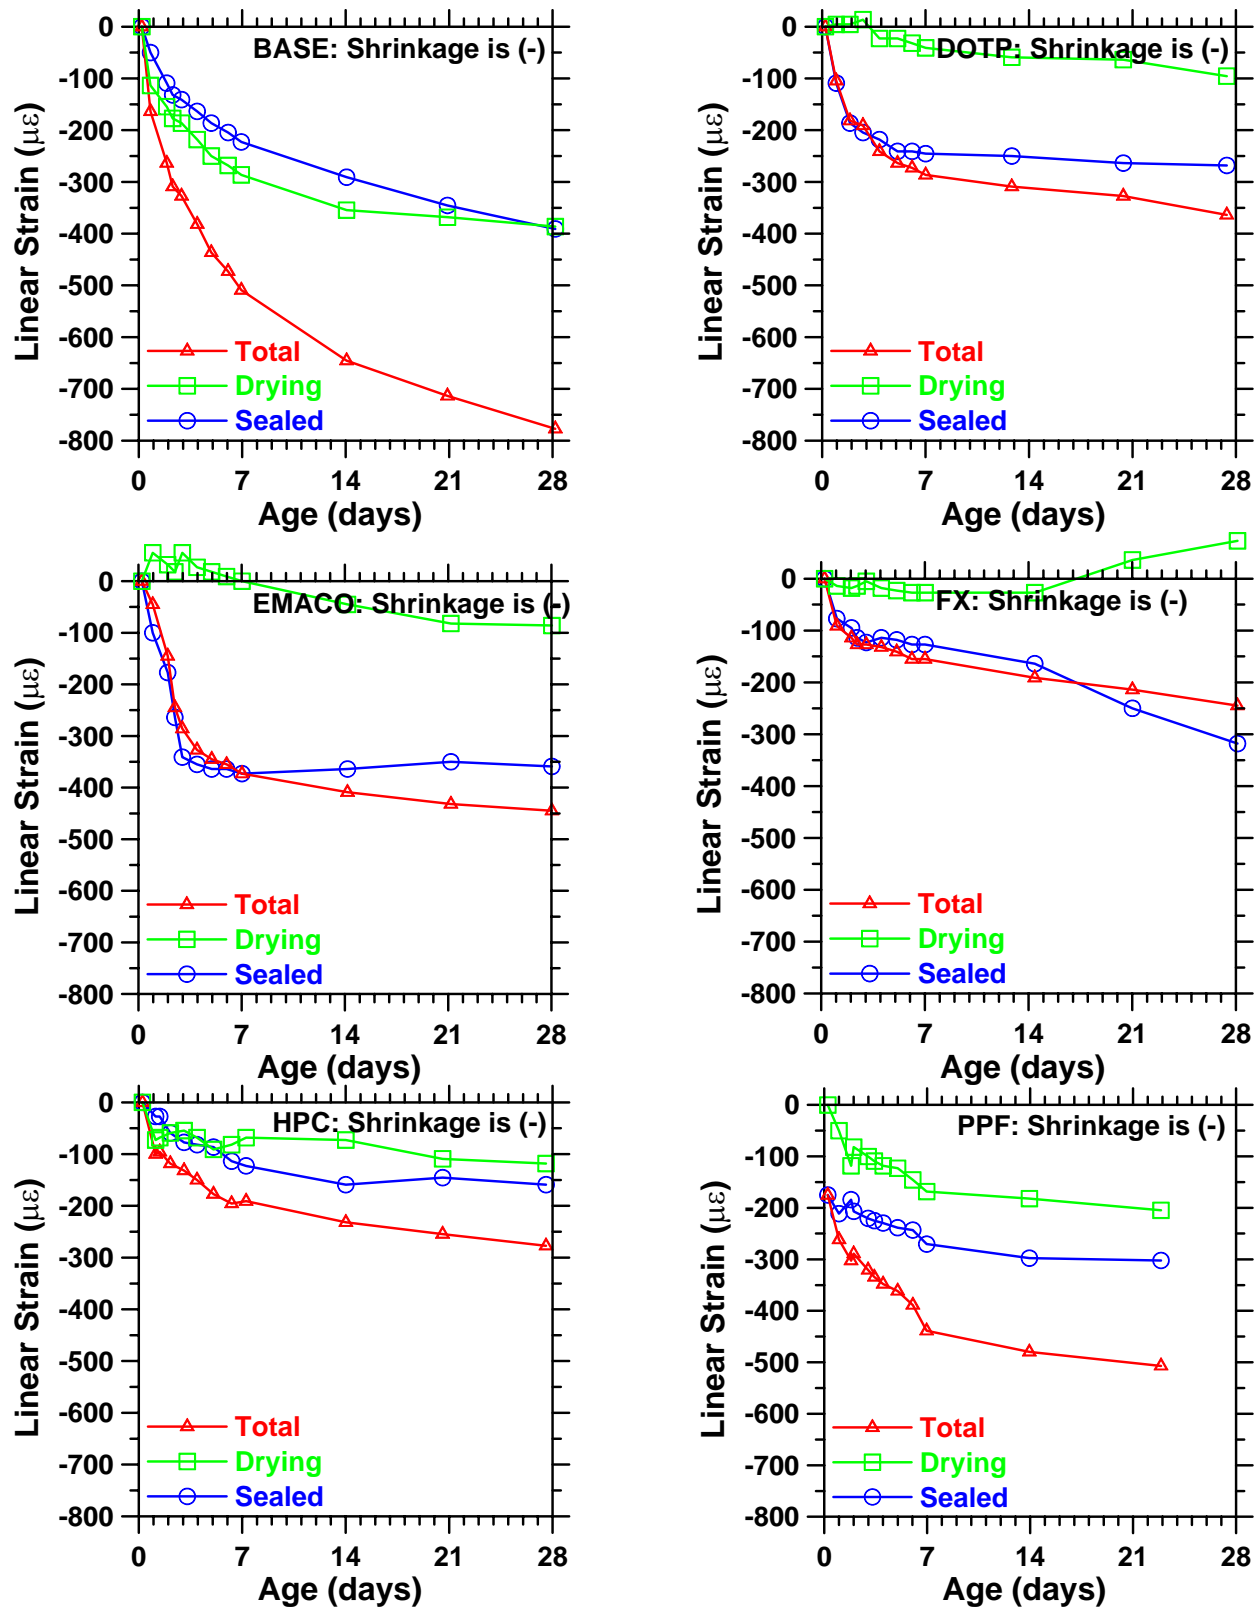 BASE: Shrinkage is (-)
Linear Strain (με)
0
-100
-200
-300
-400
-500
-600
-700
-800
Total
Drying
Sealed
0 7 14 21 28
Age (days)
DOTP: Shrinkage is (-)
Linear Strain (με)
0
-100
-200
-300
-400
-500
-600
-700
-800
Total
Drying
Sealed
0 7 14 21 28
Age (days)
EMACO: Shrinkage is (-)
Linear Strain (με)
0
-100
-200
-300
-400
-500
-600
-700
-800
Total
Drying
Sealed
0 7 14 21 28
Age (days)
FX: Shrinkage is (-)
Linear Strain (με)
0
-100
-200
-300
-400
-500
-600
-700
-800
Total
Drying
Sealed
0 7 14 21 28
Age (days)
HPC: Shrinkage is (-)
Linear Strain (με)
0
-100
-200
-300
-400
-500
-600
-700
-800
Total
Drying
Sealed
0 7 14 21 28
Age (days)
PPF: Shrinkage is (-)
Linear Strain (με)
0
-100
-200
-300
-400
-500
-600
-700
-800
Total
Drying
Sealed
0 7 14 21 28
Age (days)